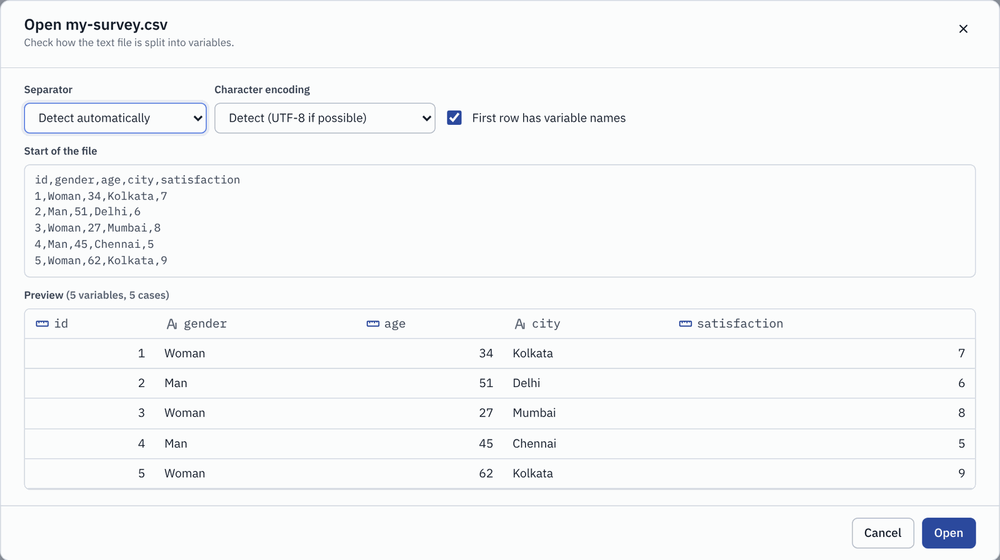 Open my-survey.csv
Check how the text file is split into variables.
Separator
Character encoding
Detect automatically
Detect (UTF-8 if possible)
First row has variable names
Start of the file
id,gender,age,city,satisfaction
1,Woman,34,Kolkata,7
2,Man,51,Delhi,6
3,Woman,27,Mumbai,8
4,Man,45,Chennai,5
5,Woman,62,Kolkata,9
Preview (5 variables, 5 cases)
id gender age city satisfaction
1 Woman 34 Kolkata 7
2 Man 51 Delhi 6
3 Woman 27 Mumbai 8
4 Man 45 Chennai 5
5 Woman 62 Kolkata 9
Cancel Open